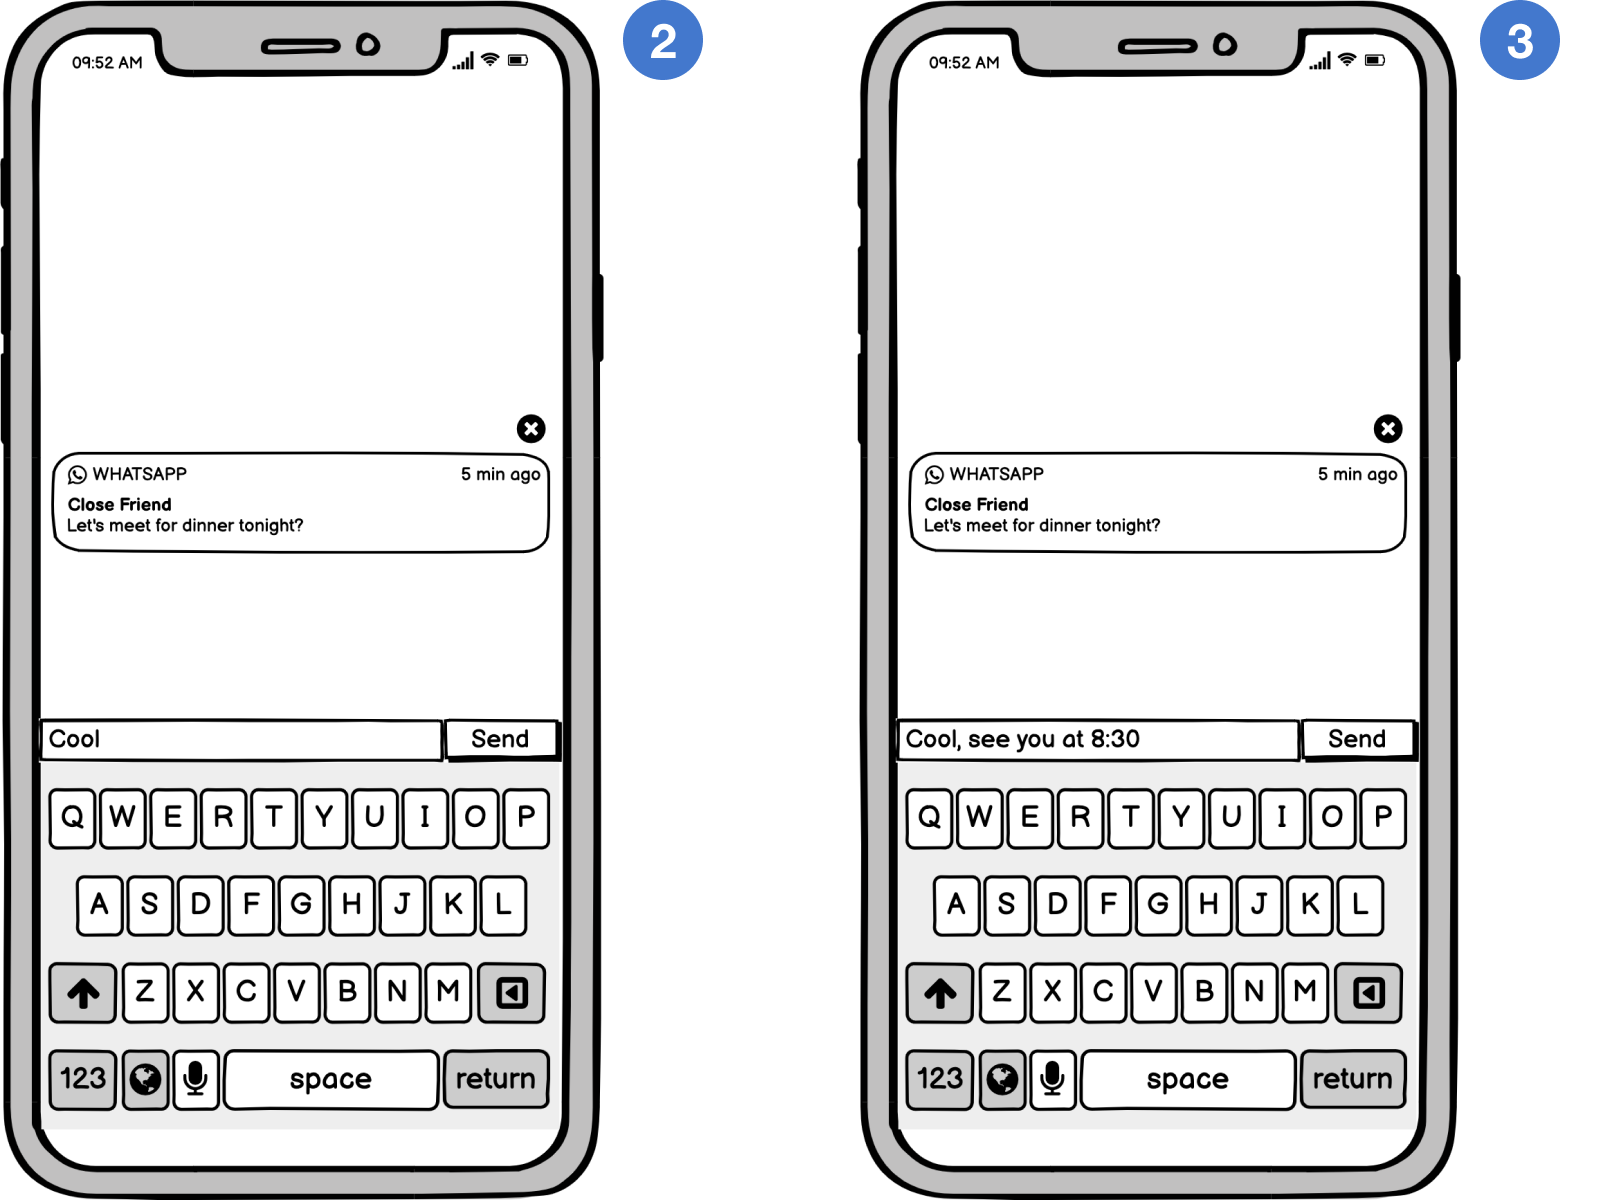 2
09:52 AM
WHATSAPP 5 min ago
Close Friend
Let's meet for dinner tonight?
Cool Send
Q W E R T Y U I O P
A S D F G H J K L
Z X C V B N M
123 space return
3
09:52 AM
WHATSAPP 5 min ago
Close Friend
Let's meet for dinner tonight?
Cool, see you at 8:30 Send
Q W E R T Y U I O P
A S D F G H J K L
Z X C V B N M
123 space return